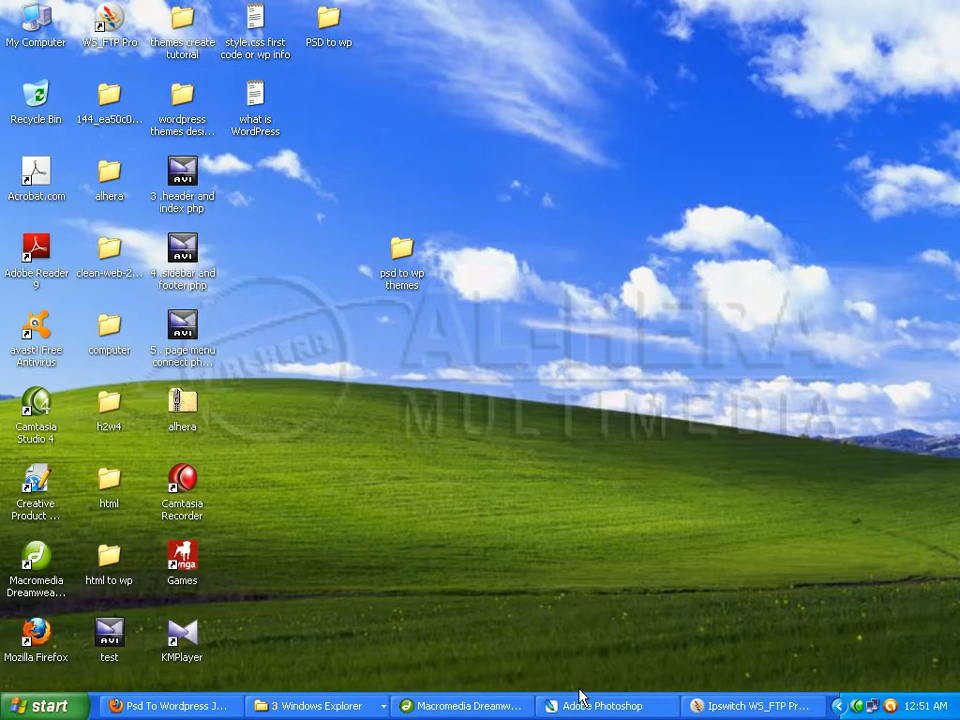 My Computer
WS_FTP Pro
themes create
tutorial
style.css first
code or wp info
PSD to wp
Recycle Bin
144_ea50c0...
wordpress
themes desi...
what is
WordPress
Acrobat.com
alhera
3 .header and
index php
Adobe Reader
9
clean-web-2...
4 .sidebar and
footer php
psd to wp
themes
avast! Free
Antivirus
computer
5 . page menu
connect ph...
AL-HERA
MULTIMEDIA
Camtasia
Studio 4
h2w4
alhera
Creative
Product ...
html
Camtasia
Recorder
Macromedia
Dreamwea...
html to wp
Games
Mozilla Firefox
test
KMPlayer
start
Psd To Wordpress J...
3 Windows Explorer
Macromedia Dreamw...
Adobe Photoshop
Ipswitch WS_FTP Pr...
12:51 AM